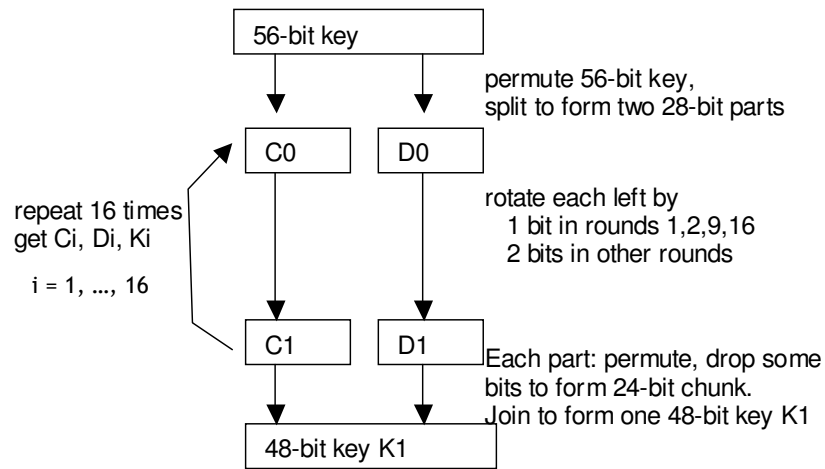 56-bit key
permute 56-bit key,
split to form two 28-bit parts
C0
D0
repeat 16 times
get Ci, Di, Ki
i = 1, ..., 16
rotate each left by
1 bit in rounds 1,2,9,16
2 bits in other rounds
C1
D1
Each part: permute, drop some
bits to form 24-bit chunk.
Join to form one 48-bit key K1
48-bit key K1